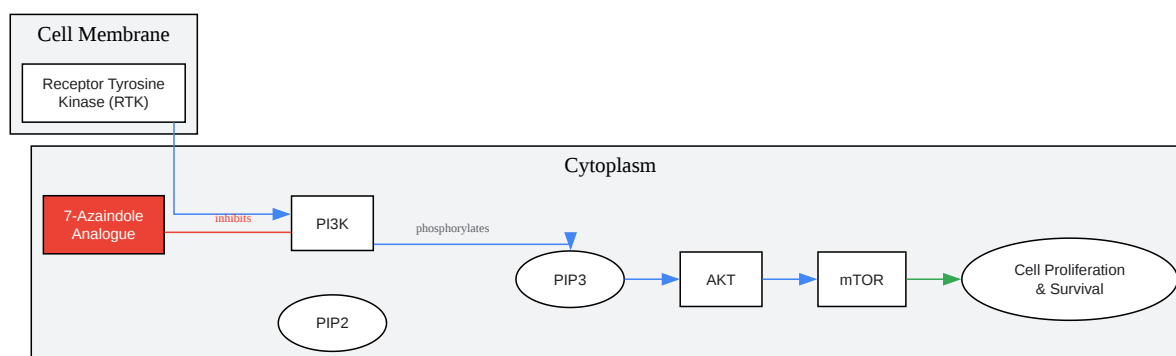 Cell Membrane
Receptor Tyrosine
Kinase (RTK)
Cytoplasm
7-Azaindole
Analogue
inhibits
PI3K
phosphorylates
PIP3
AKT
mTOR
Cell Proliferation
& Survival
PIP2